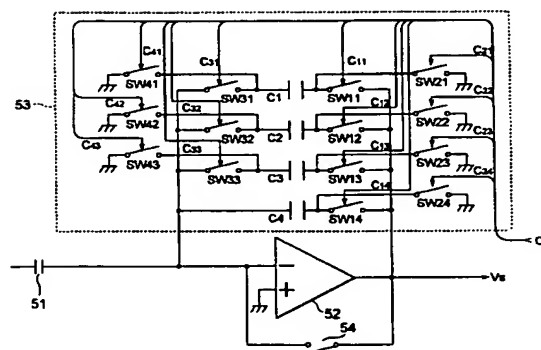 C41 C31 C11 C21
SW41 SW31 C1 SW11 SW21
53
C42 C32 C12 C22
SW42 SW32 C2 SW12 SW22
C43 C33 C13 C23
SW43 SW33 C3 SW13 SW23
C14 C24
C4 SW14 SW24
C
51
−
+
52
Vs
54